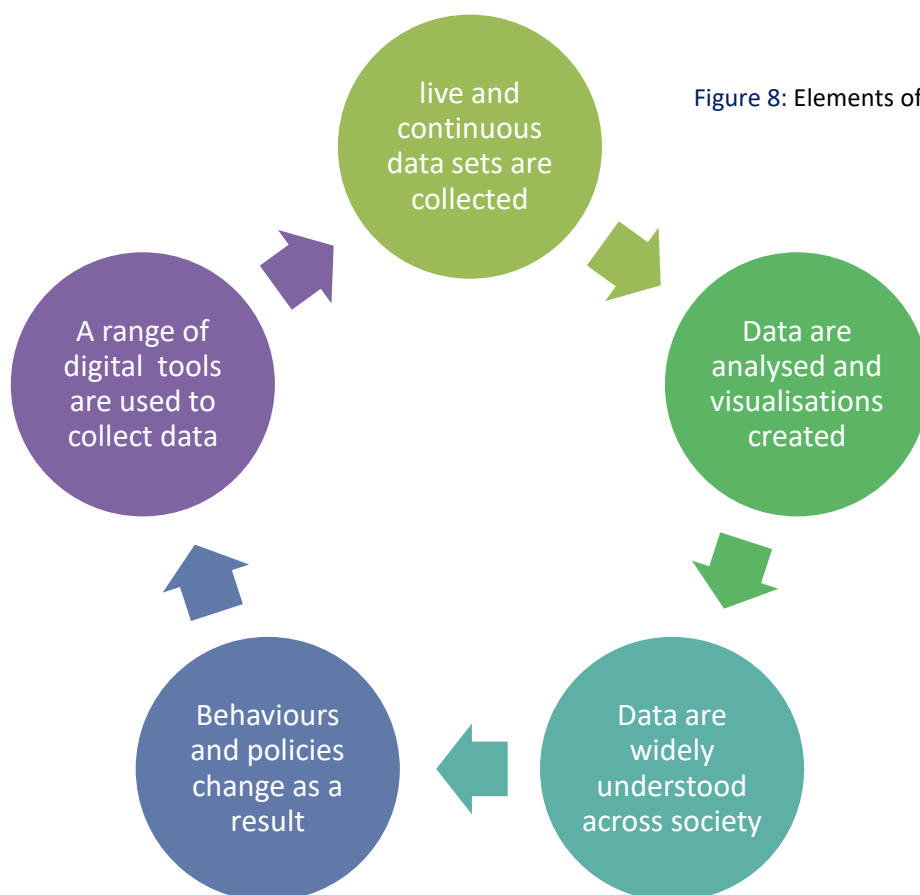 live and
continuous
data sets are
collected
Figure 8: Elements of
Data are
analysed and
visualisations
created
Data are
widely
understood
across society
Behaviours
and policies
change as a
result
A range of
digital tools
are used to
collect data